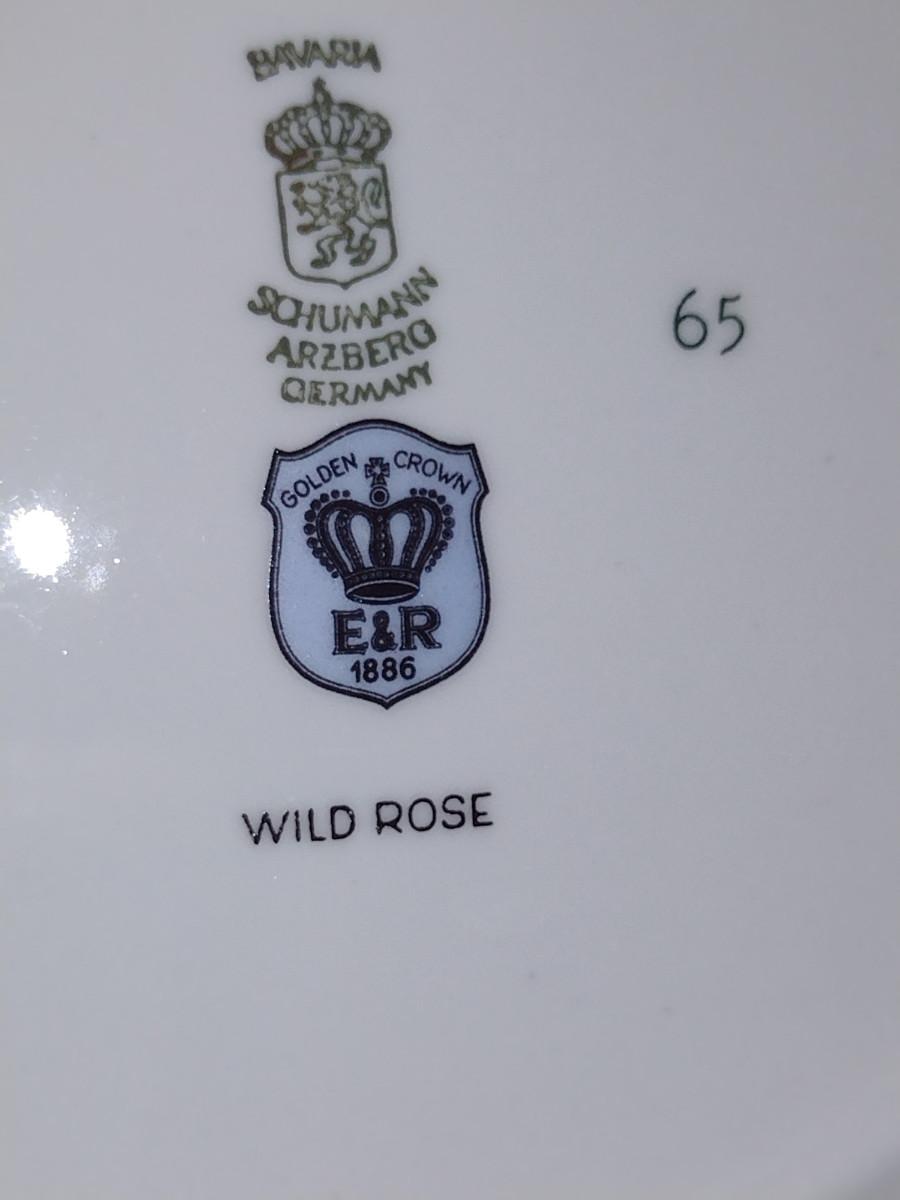 BAVARIA
SCHUMANN
ARZBERG
GERMANY
65
GOLDEN CROWN
E&R
1886
WILD ROSE